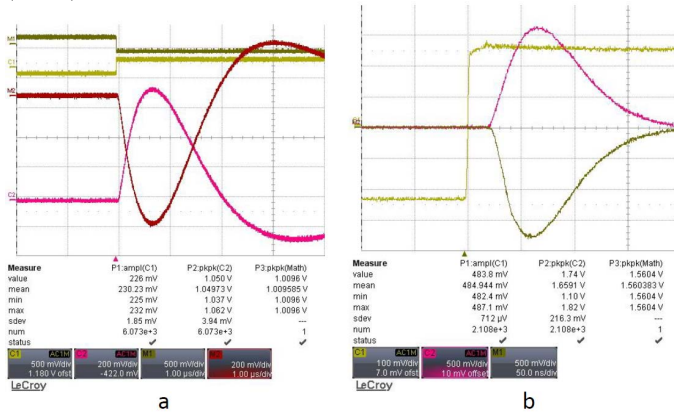 M1
C1
M2
C2
Measure P1:ampl(C1) P2:pkpk(C2) P3:pkpk(Math)
value 226 mV 1.050 V 1.0096 V
mean 230.23 mV 1.04973 V 1.009585 V
min 225 mV 1.037 V 1.0096 V
max 232 mV 1.062 V 1.0096 V
sdev 1.85 mV 3.94 mV ---
num 6.073e+3 6.073e+3 1
status ✓ ✓ ✓
C1 AC1M C2 AC1M M1 M2
500 mV/div 200 mV/div 500 mV/div 200 mV/div
1.180 V ofst -422.0 mV 1.00 µs/div 1.00 µs/div
LeCroy
a
Measure P1:ampl(C1) P2:pkpk(C2) P3:pkpk(Math)
value 483.8 mV 1.74 V 1.5604 V
mean 484.944 mV 1.6591 V 1.560383 V
min 482.4 mV 1.10 V 1.5604 V
max 487.1 mV 1.82 V 1.5604 V
sdev 712 µV 216.3 mV ---
num 2.108e+3 2.108e+3 1
status ✓ ✓ ✓
C1 AC1M C2 AC1M M1
100 mV/div 500 mV/div 500 mV/div
7.0 mV ofst 10 mV offset 50.0 ns/div
LeCroy
b